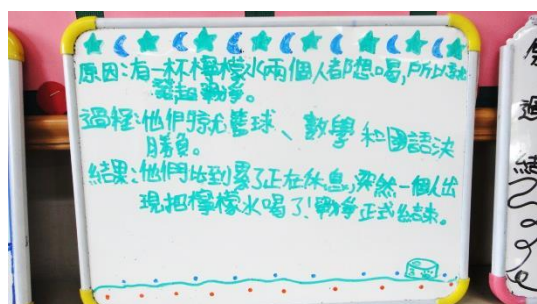 原因:有一杯檸檬水兩個人都想喝,所以就
發起戰爭。
過程:他們就籃球、數學和國語決
勝負。
結果:他們比到累了正在休息,突然一個人出
現把檸檬水喝了!戰爭正式結束。
過
結